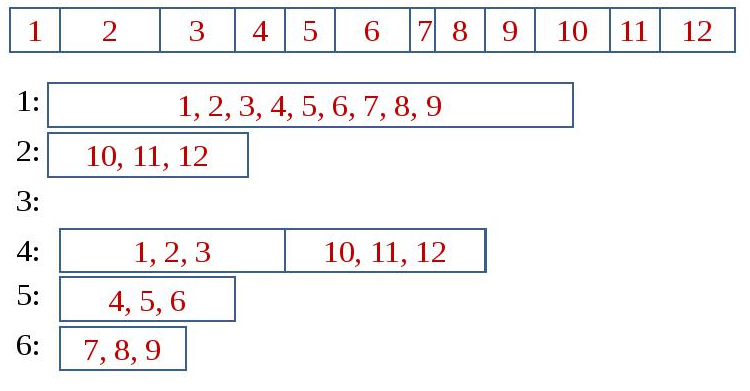 1 2 3 4 5 6 7 8 9 10 11 12
1: 1, 2, 3, 4, 5, 6, 7, 8, 9
2: 10, 11, 12
3:
4: 1, 2, 3 10, 11, 12
5: 4, 5, 6
6: 7, 8, 9